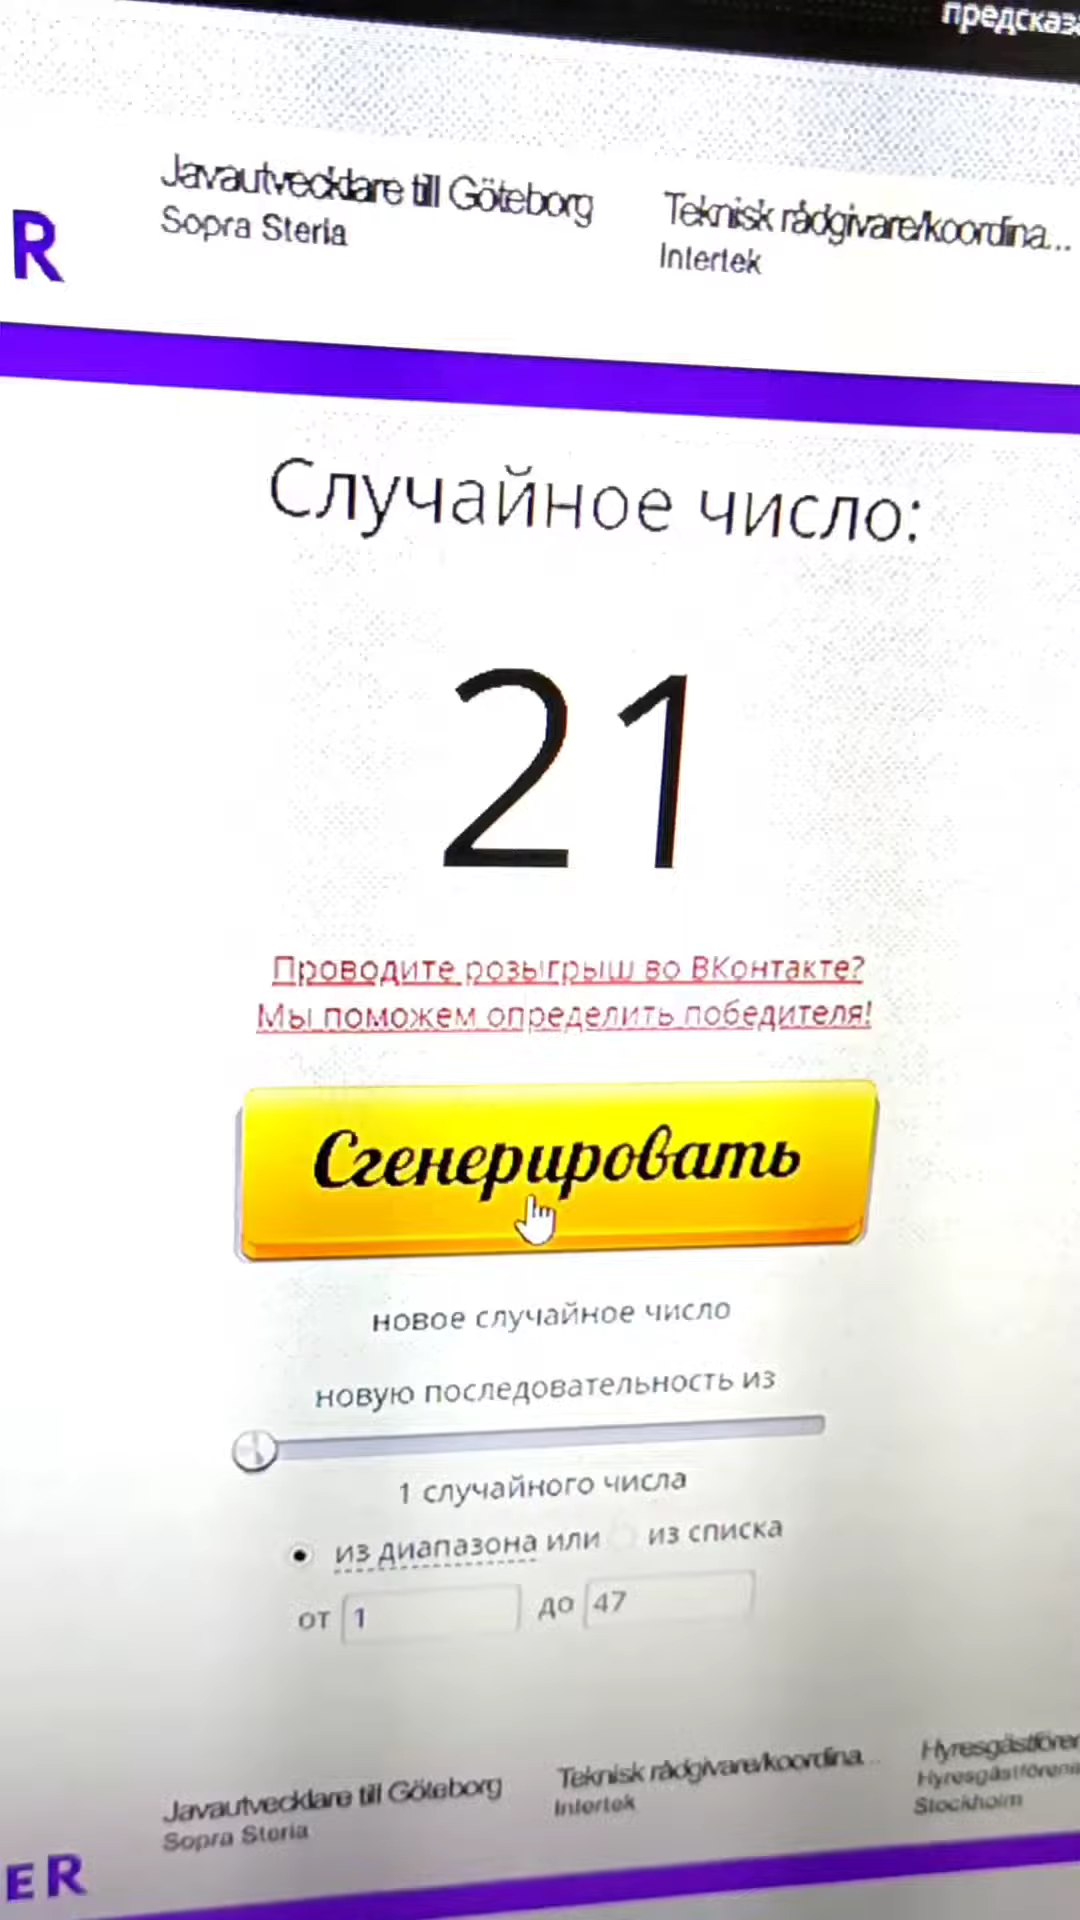 Javautvecklare till Göteborg
Sopra Steria
Teknisk rådgivare/koordina...
Intertek
R
Случайное число:
21
Проводите розыгрыш во ВКонтакте?
Мы поможем определить победителя!
Сгенерировать
новое случайное число
новую последовательность из
1 случайного числа
из диапазона или из списка
от 1 до 47
Javautvecklare till Göteborg
Sopra Steria
Teknisk rådgivare/koordina...
Intertek
Stockholm
ER